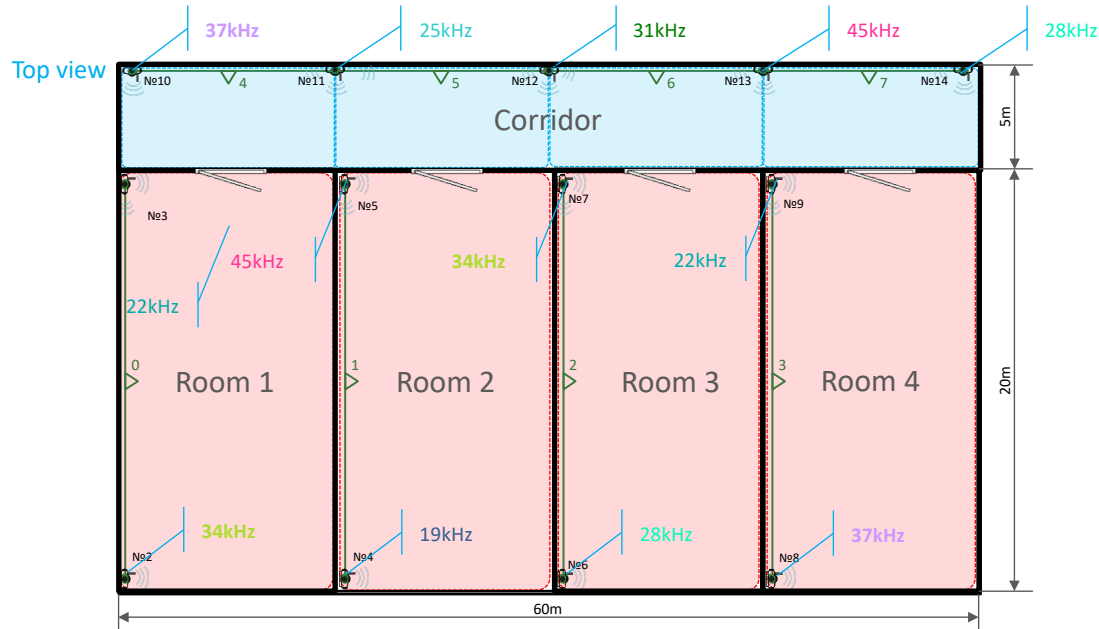 37kHz
25kHz
31kHz
45kHz
28kHz
Top view
№10
4
№11
5
№12
6
№13
7
№14
Corridor
5m
№3
№5
№7
№9
45kHz
34kHz
22kHz
22kHz
0
1
2
3
Room 1
Room 2
Room 3
Room 4
20m
34kHz
19kHz
28kHz
37kHz
№2
№4
№6
№8
60m